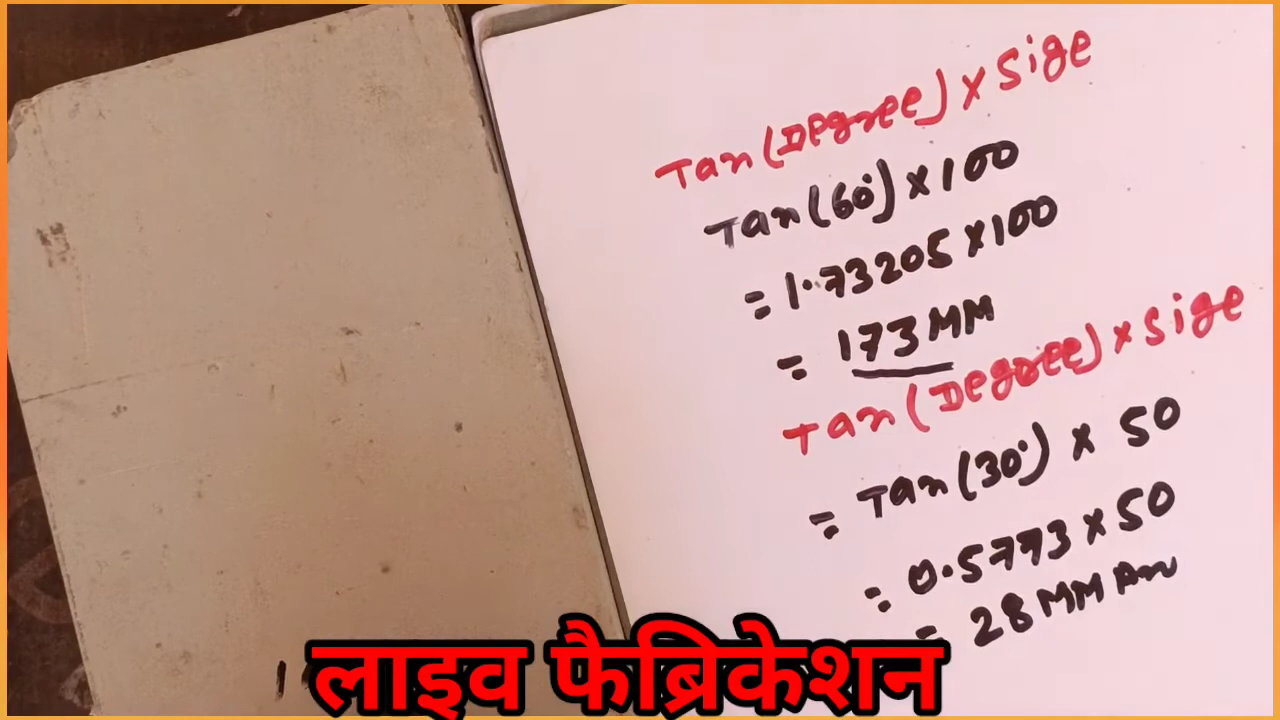 Tan (Degree) × Sige
Tan (60°) × 100
= 1.73205 × 100
= 173 MM
Tan (Degree) × Sige
= Tan (30°) × 50
= 0.5773 × 50
= 28 MM An
लाइव फैब्रिकेशन